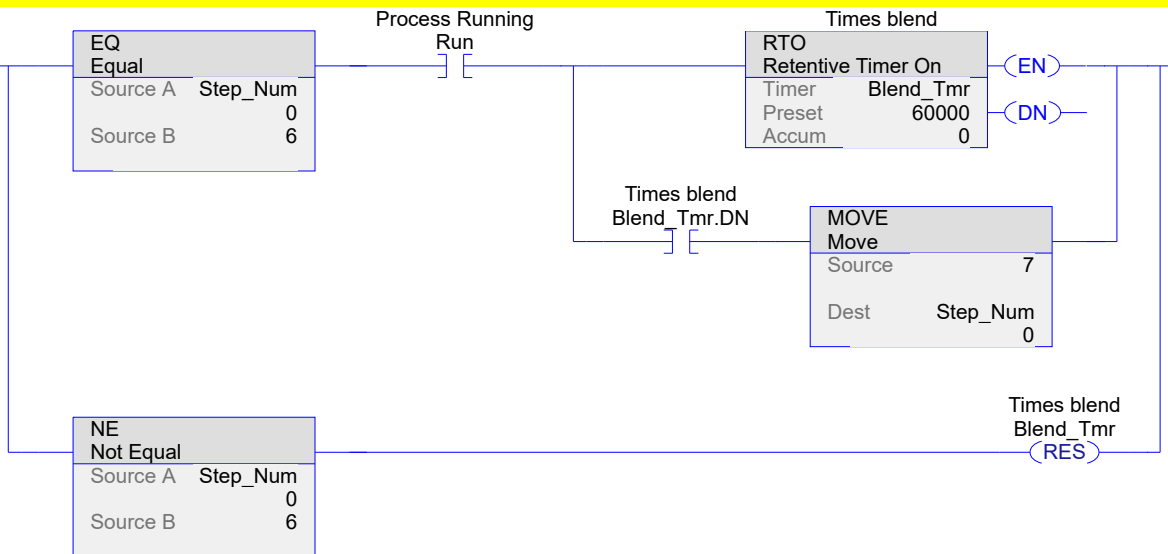 Process Running
Run
Times blend
EQ
Equal
Source A Step_Num
0
Source B 6
RTO
Retentive Timer On
Timer Blend_Tmr
Preset 60000
Accum 0
EN
DN
Times blend
Blend_Tmr.DN
MOVE
Move
Source 7
Dest Step_Num
0
Times blend
Blend_Tmr
RES
NE
Not Equal
Source A Step_Num
0
Source B 6